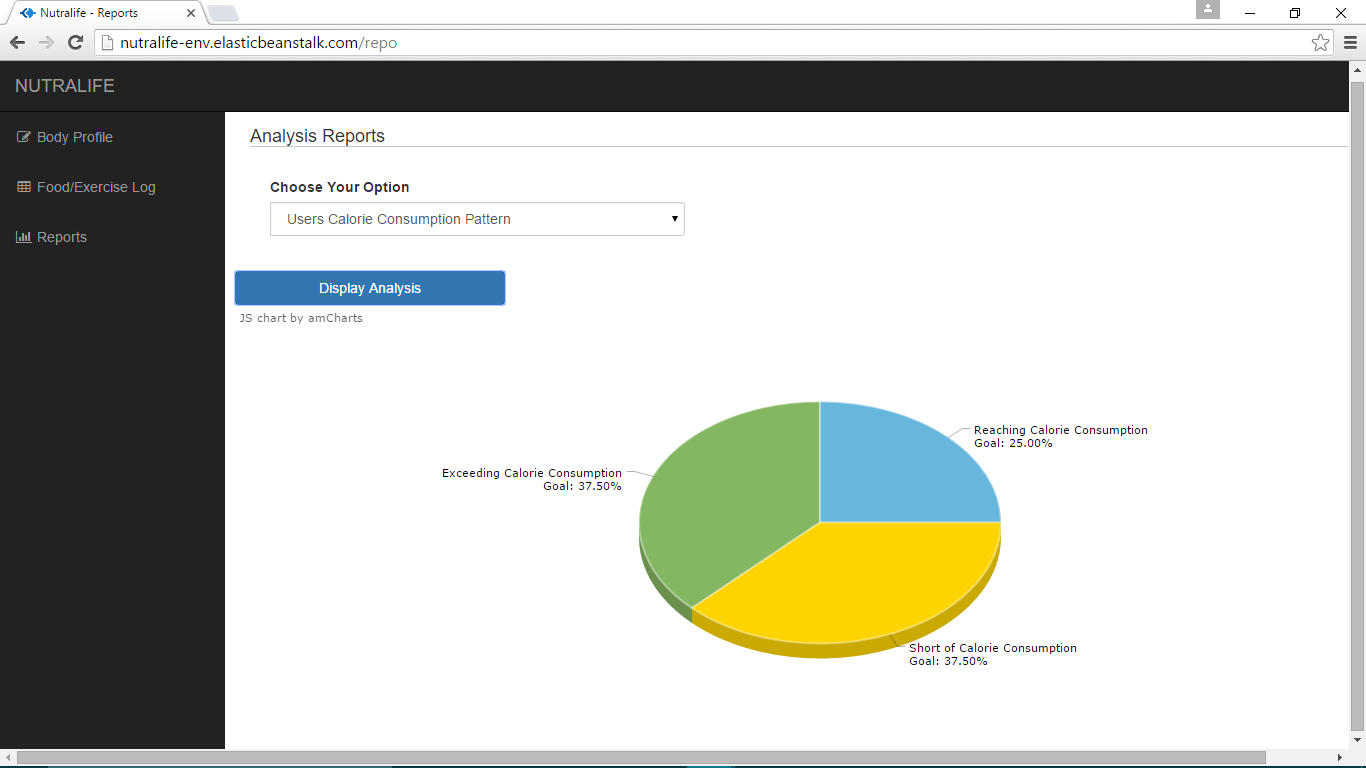 Nutralife - Reports
nutralife-env.elasticbeanstalk.com/repo
NUTRALIFE
Body Profile
Food/Exercise Log
Reports
Analysis Reports
Choose Your Option
Users Calorie Consumption Pattern
Display Analysis
JS chart by amCharts
Reaching Calorie Consumption
Goal: 25.00%
Exceeding Calorie Consumption
Goal: 37.50%
Short of Calorie Consumption
Goal: 37.50%